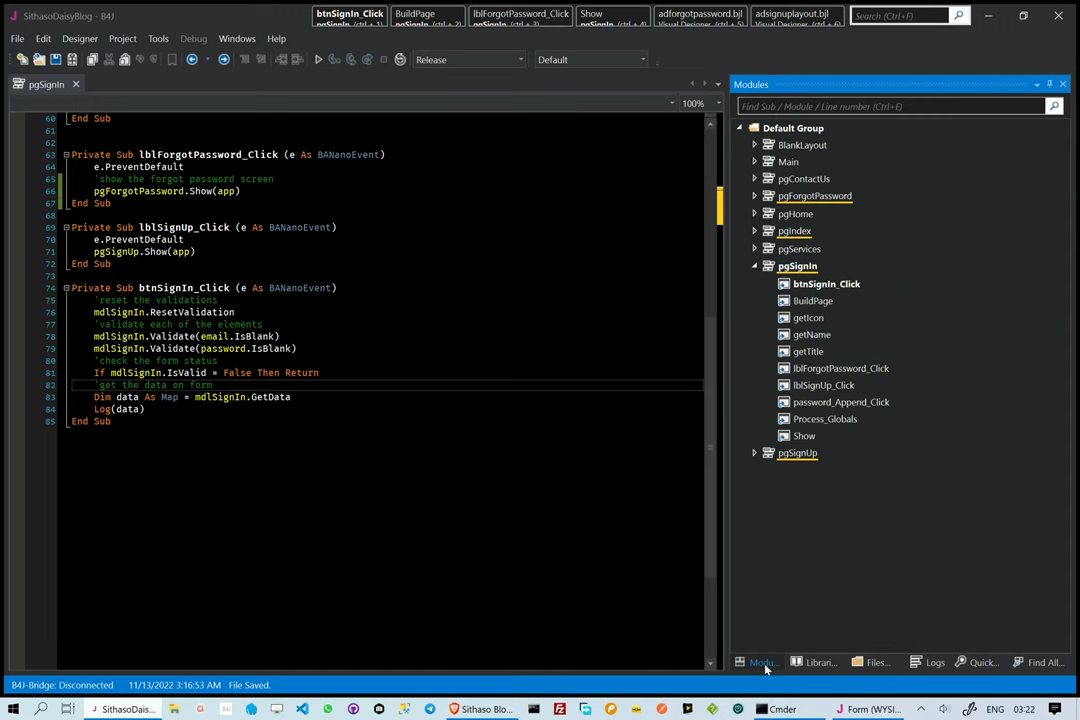 SithasoDaisyBlog - B4J
btnSignIn_Click
pgSignIn (Ctrl + 1)
BuildPage
pgSignIn (Ctrl + 2)
lblForgotPassword_Click
pgSignIn (Ctrl + 3)
Show
pgSignIn (Ctrl + 4)
adforgotpassword.bjl
Visual Designer (Ctrl + 5)
adsignuplayout.bjl
Visual Designer (Ctrl + 6)
Search (Ctrl+F)
File Edit Designer Project Tools Debug Windows Help
Release
Default
pgSignIn
100%
60 End Sub
61
62
63 Private Sub lblForgotPassword_Click (e As BANanoEvent)
64 e.PreventDefault
65 'show the forgot password screen
66 pgForgotPassword.Show(app)
67 End Sub
68
69 Private Sub lblSignUp_Click (e As BANanoEvent)
70 e.PreventDefault
71 pgSignUp.Show(app)
72 End Sub
73
74 Private Sub btnSignIn_Click (e As BANanoEvent)
75 'reset the validations
76 mdlSignIn.ResetValidation
77 'validate each of the elements
78 mdlSignIn.Validate(email.IsBlank)
79 mdlSignIn.Validate(password.IsBlank)
80 'check the form status
81 If mdlSignIn.IsValid = False Then Return
82 'get the data on form
83 Dim data As Map = mdlSignIn.GetData
84 Log(data)
85 End Sub
Modules
Find Sub / Module / Line number (Ctrl+E)
Default Group
BlankLayout
Main
pgContactUs
pgForgotPassword
pgHome
pgIndex
pgServices
pgSignIn
btnSignIn_Click
BuildPage
getIcon
getName
getTitle
lblForgotPassword_Click
lblSignUp_Click
password_Append_Click
Process_Globals
Show
pgSignUp
Modu... Librari... Files... Logs Quick... Find All...
B4J-Bridge: Disconnected 11/13/2022 3:16:53 AM File Saved.
SithasoDais... Sithaso Blo... Cmder Form (WYSI... ENG 03:22